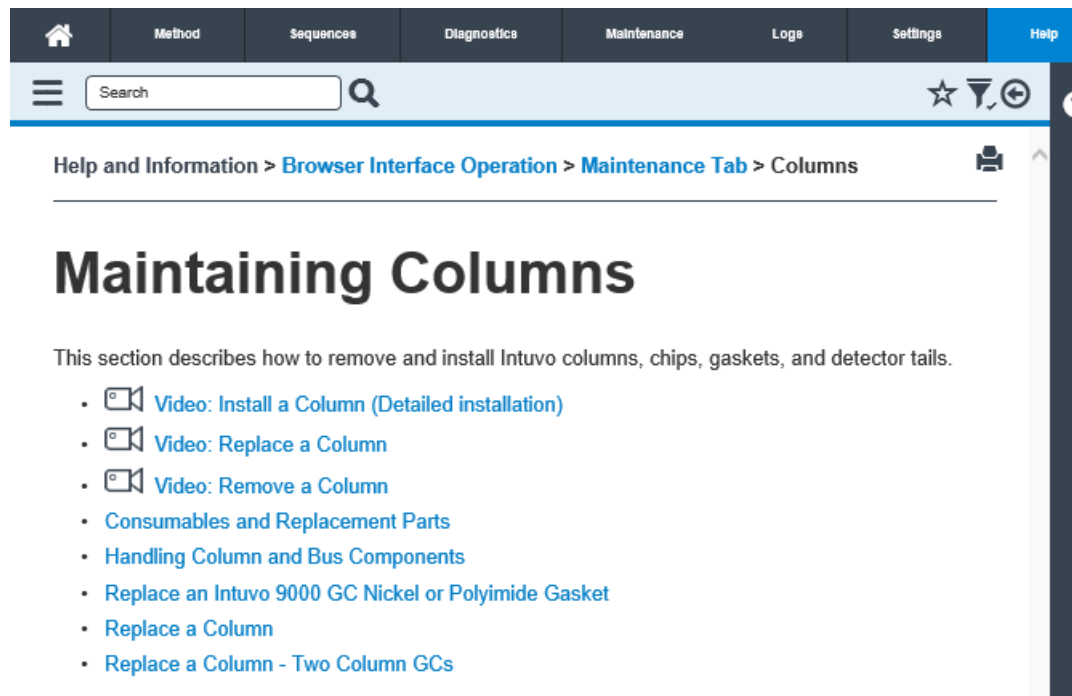 Method Sequences Diagnostics Maintenance Logs Settings Help
Search
Help and Information > Browser Interface Operation > Maintenance Tab > Columns
Maintaining Columns
This section describes how to remove and install Intuvo columns, chips, gaskets, and detector tails.
• Video: Install a Column (Detailed installation)
• Video: Replace a Column
• Video: Remove a Column
• Consumables and Replacement Parts
• Handling Column and Bus Components
• Replace an Intuvo 9000 GC Nickel or Polyimide Gasket
• Replace a Column
• Replace a Column - Two Column GCs